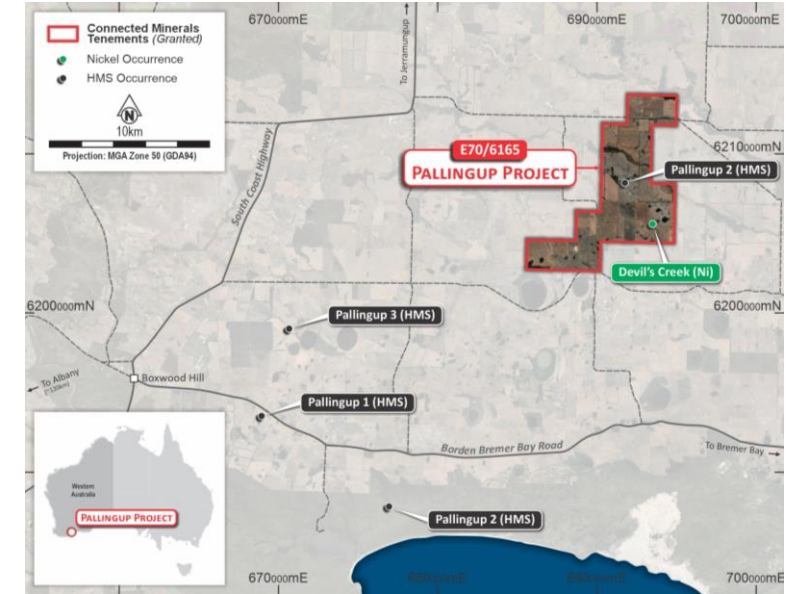 Connected Minerals
Tenements (Granted)
Nickel Occurrence
HMS Occurrence
N
10km
Projection: MGA Zone 50 (GDA94)
670000mE
690000mE
700000mE
To Jerramungup
South Coast Highway
E70/6165
PALLINGUP PROJECT
6210000mN
Pallingup 2 (HMS)
Devil's Creek (Ni)
6200000mN
6200000mN
Pallingup 3 (HMS)
To Albany
Boxwood Hill
Pallingup 1 (HMS)
Borden Bremer Bay Road
To Bremer Bay
Western
Australia
PALLINGUP PROJECT
Pallingup 2 (HMS)
670000mE
680000mE
690000mE
700000mE